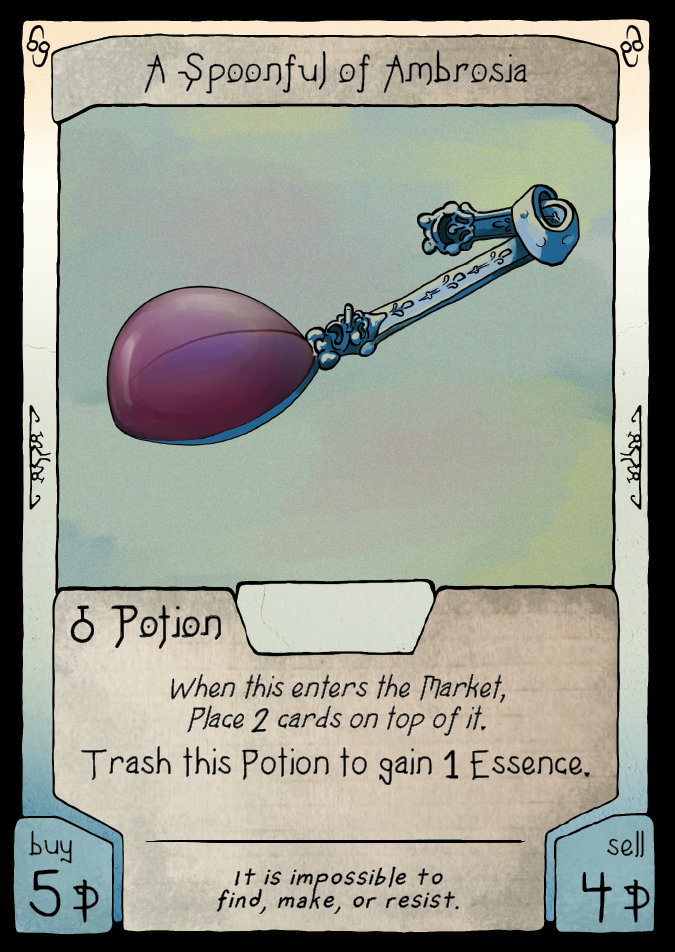 A Spoonful of Ambrosia
Potion
When this enters the Market,
Place 2 cards on top of it.
Trash this Potion to gain 1 Essence.
buy
5
sell
4
It is impossible to
find, make, or resist.